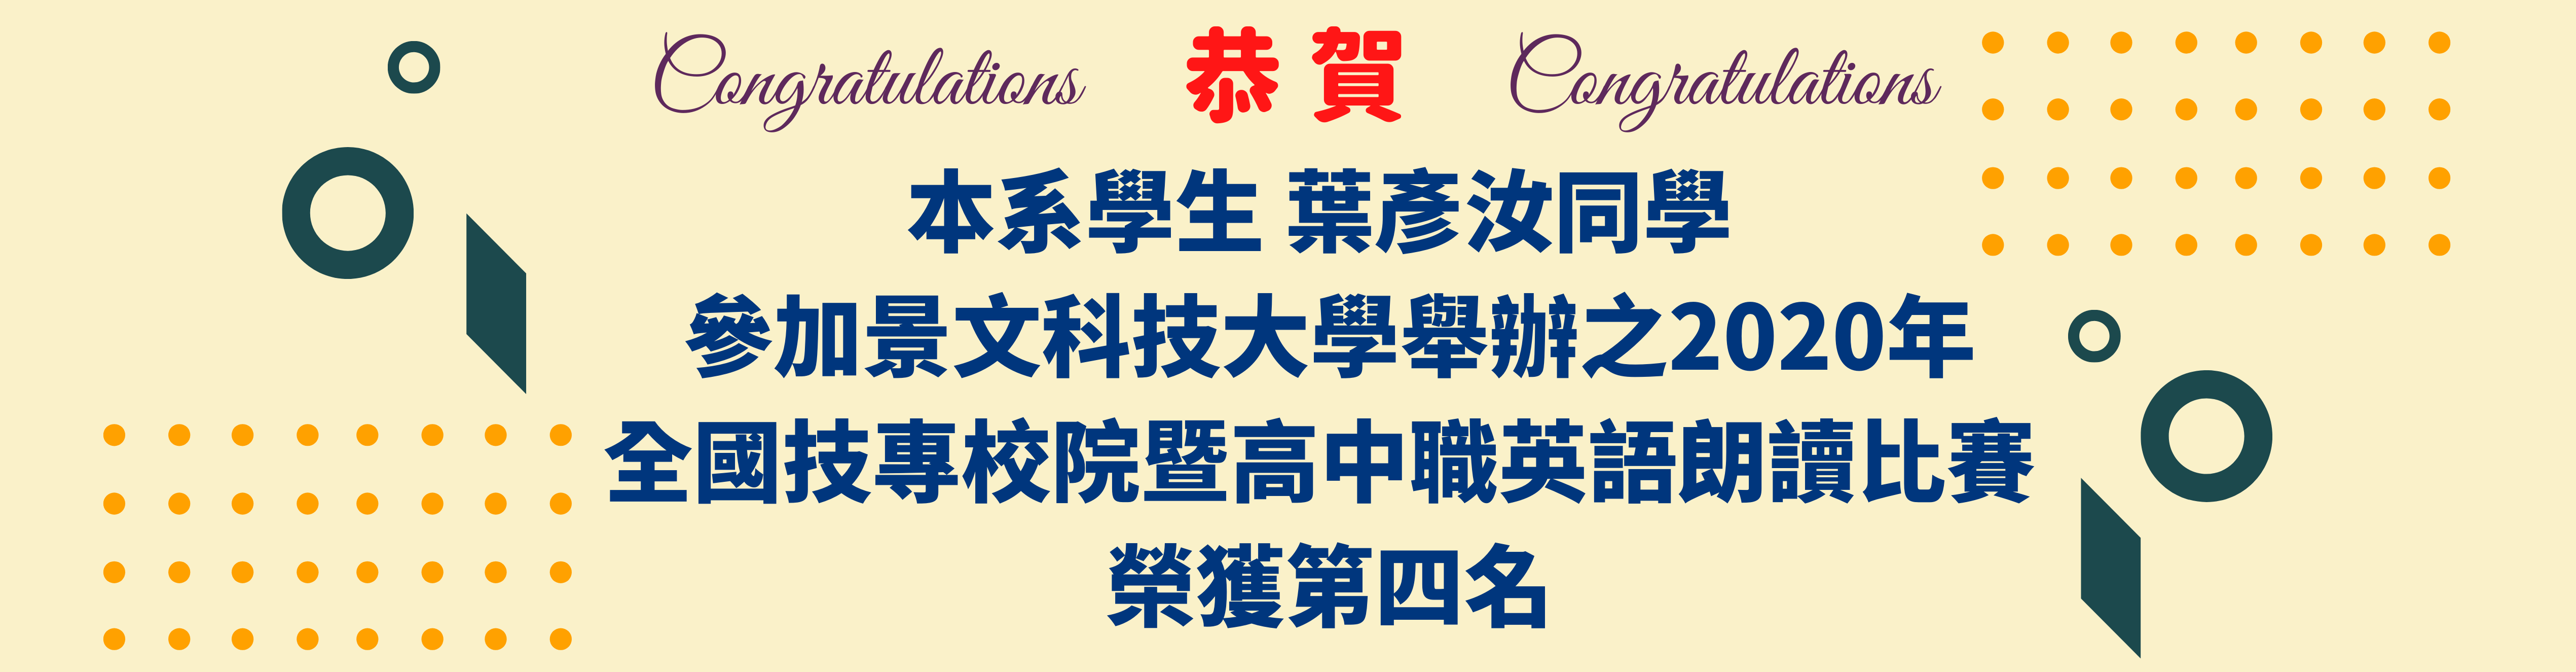 Congratulations 恭賀 Congratulations
本系學生 葉彥汝同學
參加景文科技大學舉辦之2020年
全國技專校院暨高中職英語朗讀比賽
榮獲第四名